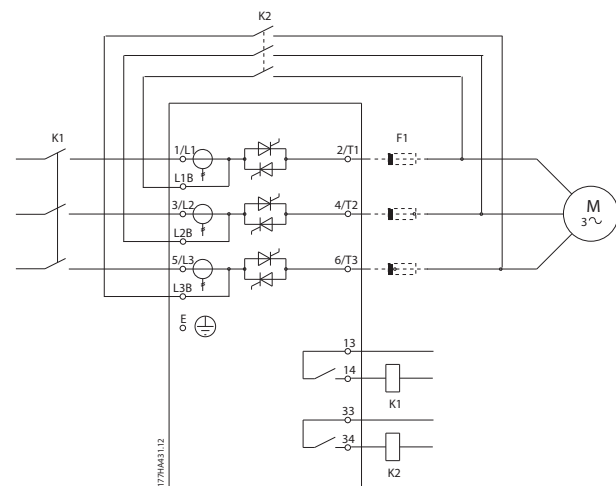 K2
K1
1/L1
2/T1
F1
L1B
3/L2
4/T2
M
3
L2B
5/L3
6/T3
L3B
E
13
14
K1
33
34
K2
177HA431.12